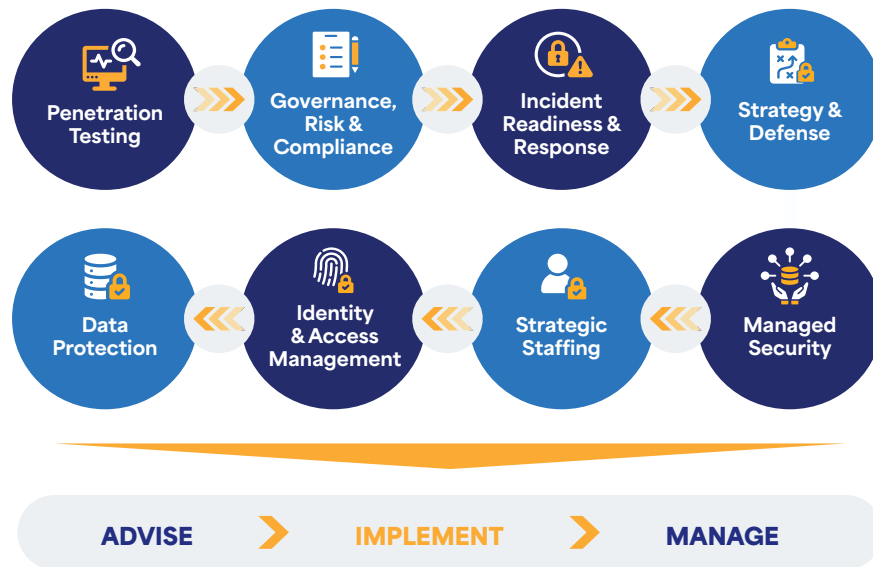 Penetration
Testing
Governance,
Risk &
Compliance
Incident
Readiness &
Response
Strategy &
Defense
Data
Protection
Identity
& Access
Management
Strategic
Staffing
Managed
Security
ADVISE
IMPLEMENT
MANAGE